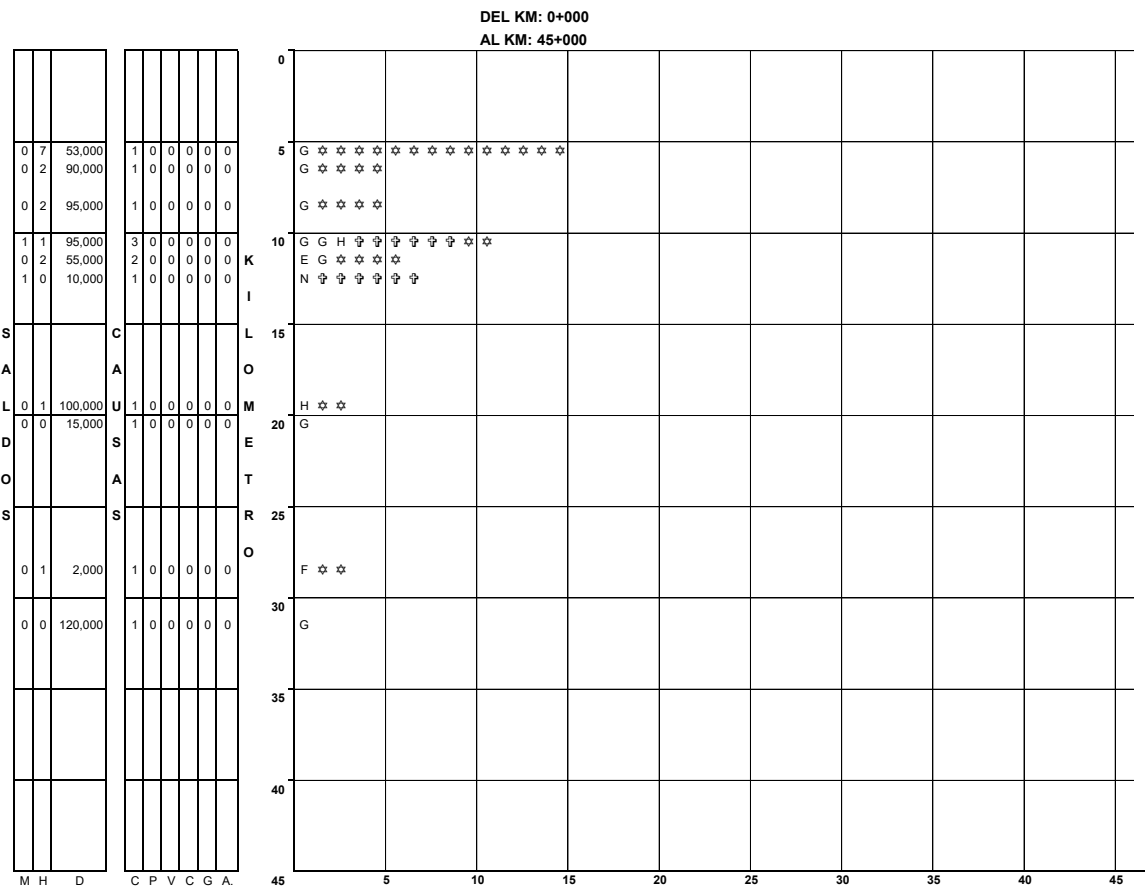 DEL KM: 0+000
AL KM: 45+000
0
0 7 53,000 1 0 0 0 0 0 5 G ✡ ✡ ✡ ✡ ✡ ✡ ✡ ✡ ✡ ✡ ✡ ✡ ✡ ✡
0 2 90,000 1 0 0 0 0 0 G ✡ ✡ ✡ ✡
0 2 95,000 1 0 0 0 0 0 G ✡ ✡ ✡ ✡
1 1 95,000 3 0 0 0 0 0 10 G G H ✞ ✞ ✞ ✞ ✞ ✞ ✡ ✡
0 2 55,000 2 0 0 0 0 0 E G ✡ ✡ ✡ ✡
1 0 10,000 1 0 0 0 0 0 N ✞ ✞ ✞ ✞ ✞ ✞
15
0 1 100,000 1 0 0 0 0 0 H ✡ ✡
0 0 15,000 1 0 0 0 0 0 20 G
25
0 1 2,000 1 0 0 0 0 0 F ✡ ✡
30
0 0 120,000 1 0 0 0 0 0 G
35
40
SALDOS
CAUSAS
KILOMETRO
M H D C P V C G A. 45 5 10 15 20 25 30 35 40 45